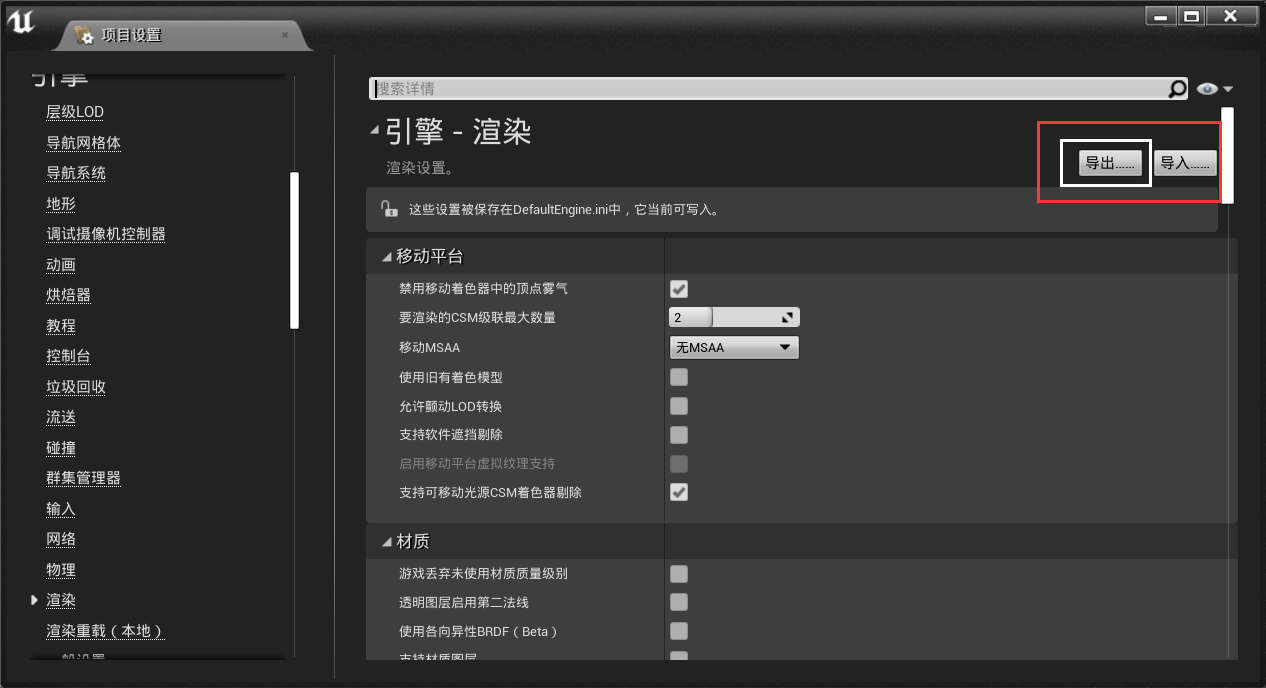 项目设置
引擎
层级LOD
导航网格体
导航系统
地形
调试摄像机控制器
动画
烘焙器
教程
控制台
垃圾回收
流送
碰撞
群集管理器
输入
网络
物理
渲染
渲染重载（本地）
一般设置
搜索详情
引擎 - 渲染
渲染设置。
导出......
导入......
这些设置被保存在DefaultEngine.ini中，它当前可写入。
移动平台
禁用移动着色器中的顶点雾气
要渲染的CSM级联最大数量
2
移动MSAA
无MSAA
使用旧有着色模型
允许颤动LOD转换
支持软件遮挡剔除
启用移动平台虚拟纹理支持
支持可移动光源CSM着色器剔除
材质
游戏丢弃未使用材质质量级别
透明图层启用第二法线
使用各向异性BRDF（Beta）
支持材质图层